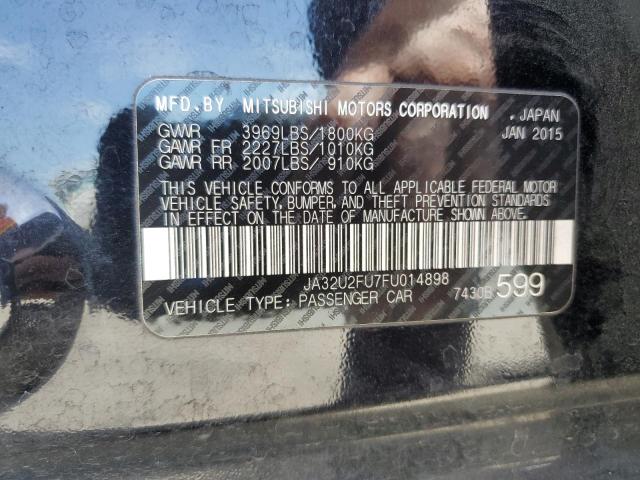 MFD. BY MITSUBISHI MOTORS CORPORATION . JAPAN
GVWR 3969LBS/1800KG JAN 2015
GAWR FR 2227LBS/1010KG
GAWR RR 2007LBS/ 910KG
THIS VEHICLE CONFORMS TO ALL APPLICABLE FEDERAL MOTOR
VEHICLE SAFETY, BUMPER, AND THEFT PREVENTION STANDARDS
IN EFFECT ON THE DATE OF MANUFACTURE SHOWN ABOVE.
JA32U2FU7FU014898
VEHICLE TYPE: PASSENGER CAR 7430B 599